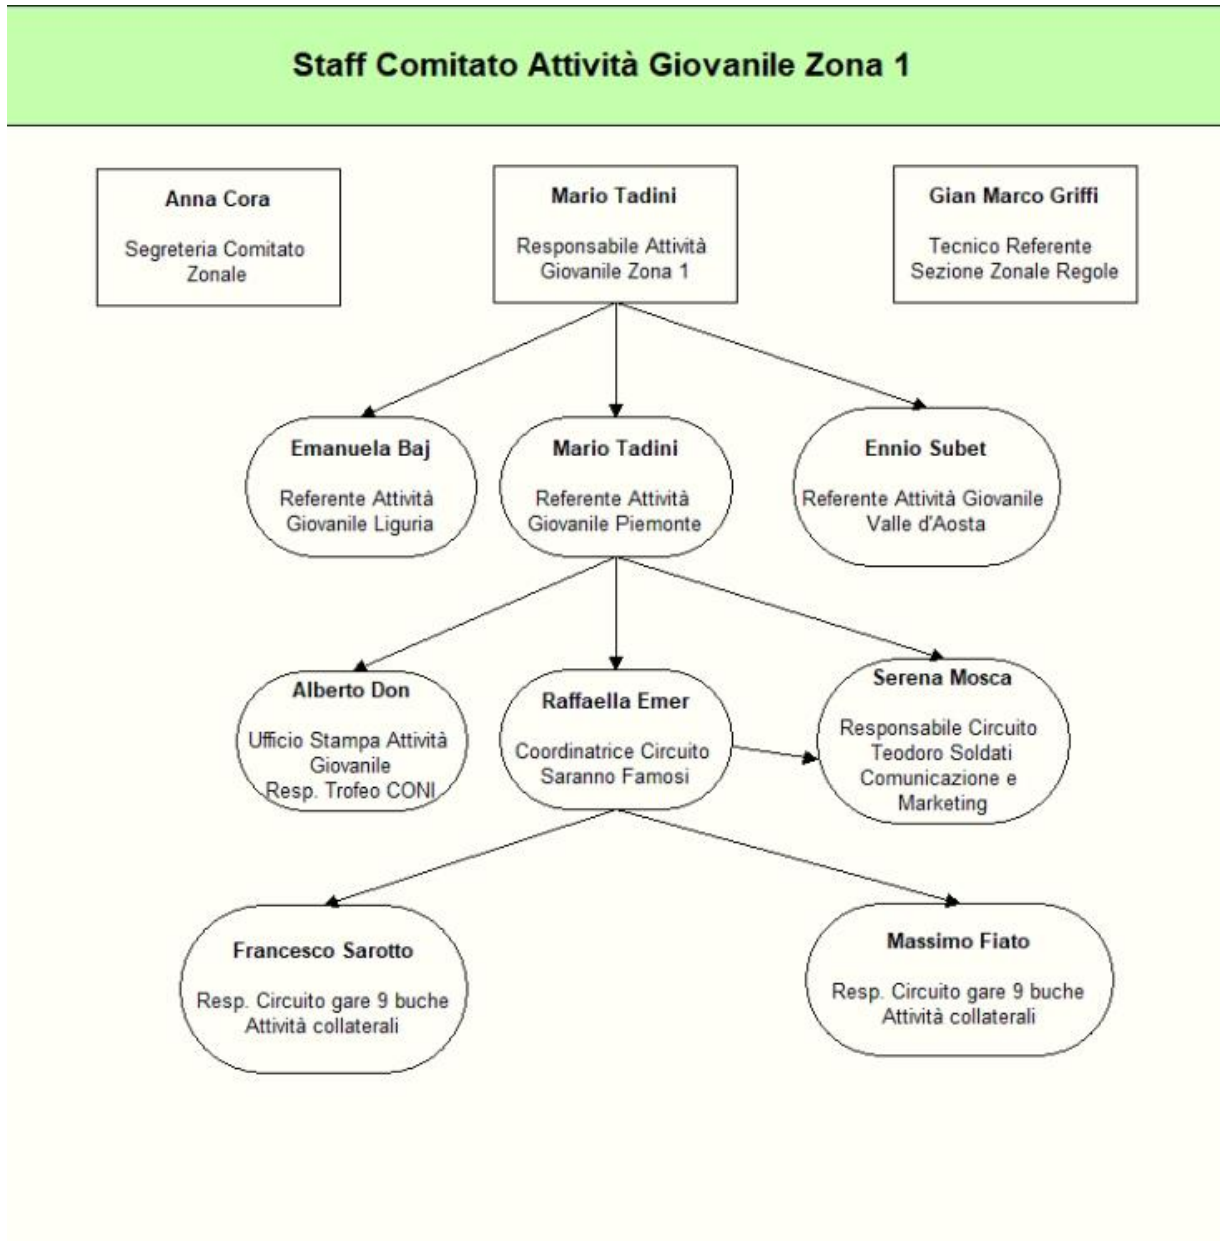 Staff Comitato Attività Giovanile Zona 1
Anna Cora
Segreteria Comitato
Zonale
Mario Tadini
Responsabile Attività
Giovanile Zona 1
Gian Marco Griffi
Tecnico Referente
Sezione Zonale Regole
Emanuela Baj
Referente Attività
Giovanile Liguria
Mario Tadini
Referente Attività
Giovanile Piemonte
Ennio Subet
Referente Attività Giovanile
Valle d'Aosta
Alberto Don
Ufficio Stampa Attività
Giovanile
Resp. Trofeo CONI
Raffaella Emer
Coordinatrice Circuito
Saranno Famosi
Serena Mosca
Responsabile Circuito
Teodoro Soldati
Comunicazione e
Marketing
Francesco Sarotto
Resp. Circuito gare 9 buche
Attività collaterali
Massimo Fiato
Resp. Circuito gare 9 buche
Attività collaterali